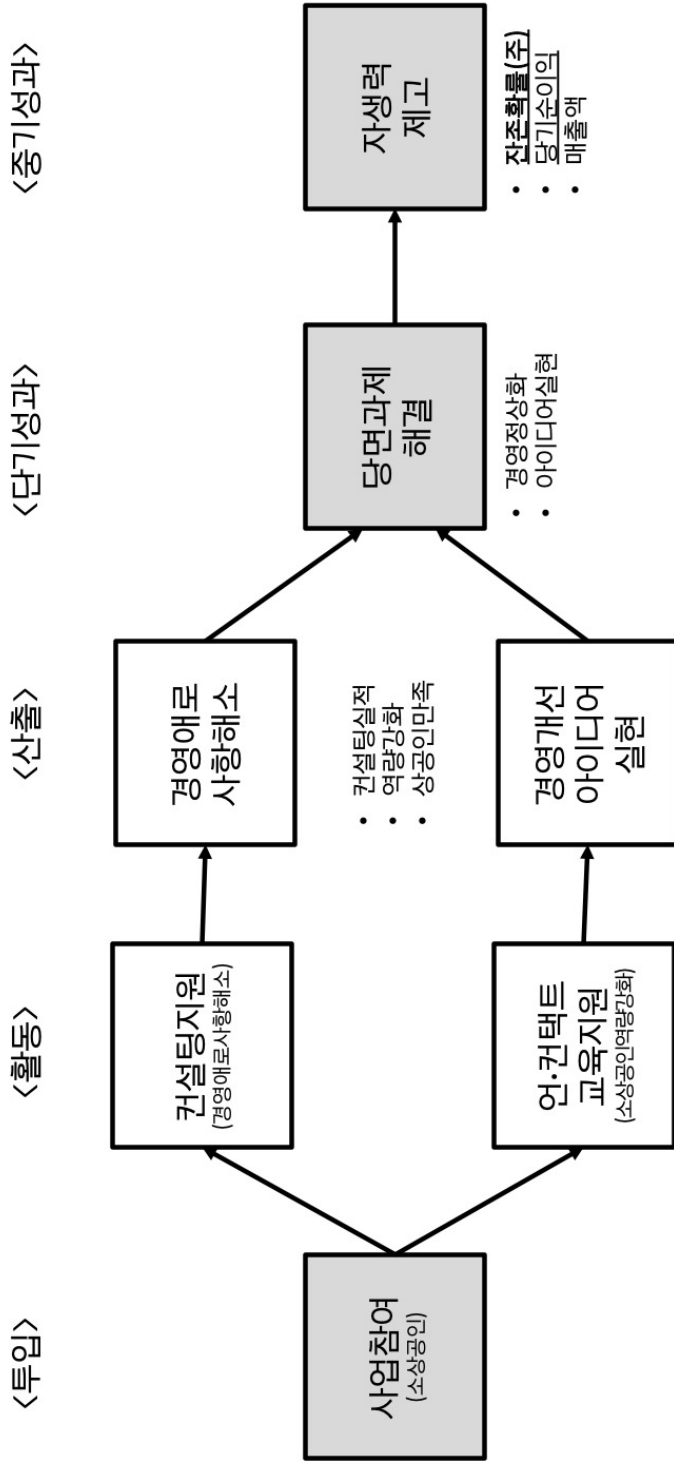 <투입>
<활동>
<산출>
<단기성과>
<중기성과>
사업참여
(소상공인)
컨설팅지원
(경영애로사항해소)
언·컨택트
교육지원
(소상공인역량강화)
경영애로
사항해소
• 컨설팅실적
• 역량강화
• 상공인만족
경영개선
아이디어
실현
당면과제
해결
• 경영정상화
• 아이디어실현
자생력
제고
• 잔존확률(주)
• 당기순이익
• 매출액